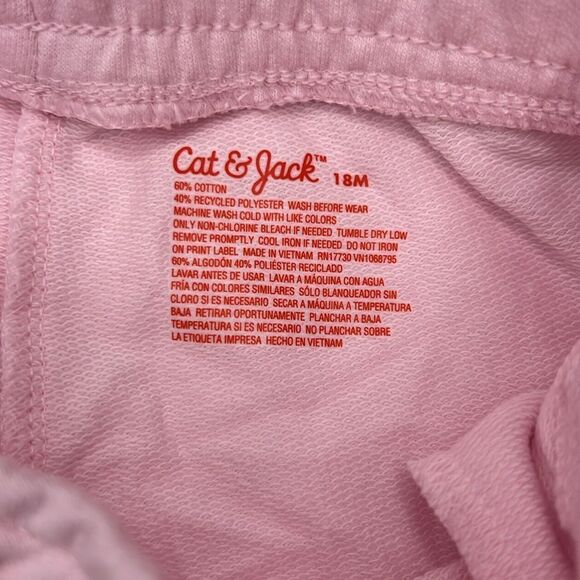 Cat & Jack™ 18M
60% COTTON
40% RECYCLED POLYESTER WASH BEFORE WEAR
MACHINE WASH COLD WITH LIKE COLORS
ONLY NON-CHLORINE BLEACH IF NEEDED TUMBLE DRY LOW
REMOVE PROMPTLY COOL IRON IF NEEDED DO NOT IRON
ON PRINT LABEL MADE IN VIETNAM RN17730 VN1068795
60% ALGODÓN 40% POLIÉSTER RECICLADO
LAVAR ANTES DE USAR LAVAR A MÁQUINA CON AGUA
FRÍA CON COLORES SIMILARES SÓLO BLANQUEADOR SIN
CLORO SI ES NECESARIO SECAR A MÁQUINA A TEMPERATURA
BAJA RETIRAR OPORTUNAMENTE PLANCHAR A BAJA
TEMPERATURA SI ES NECESARIO NO PLANCHAR SOBRE
LA ETIQUETA IMPRESA HECHO EN VIETNAM